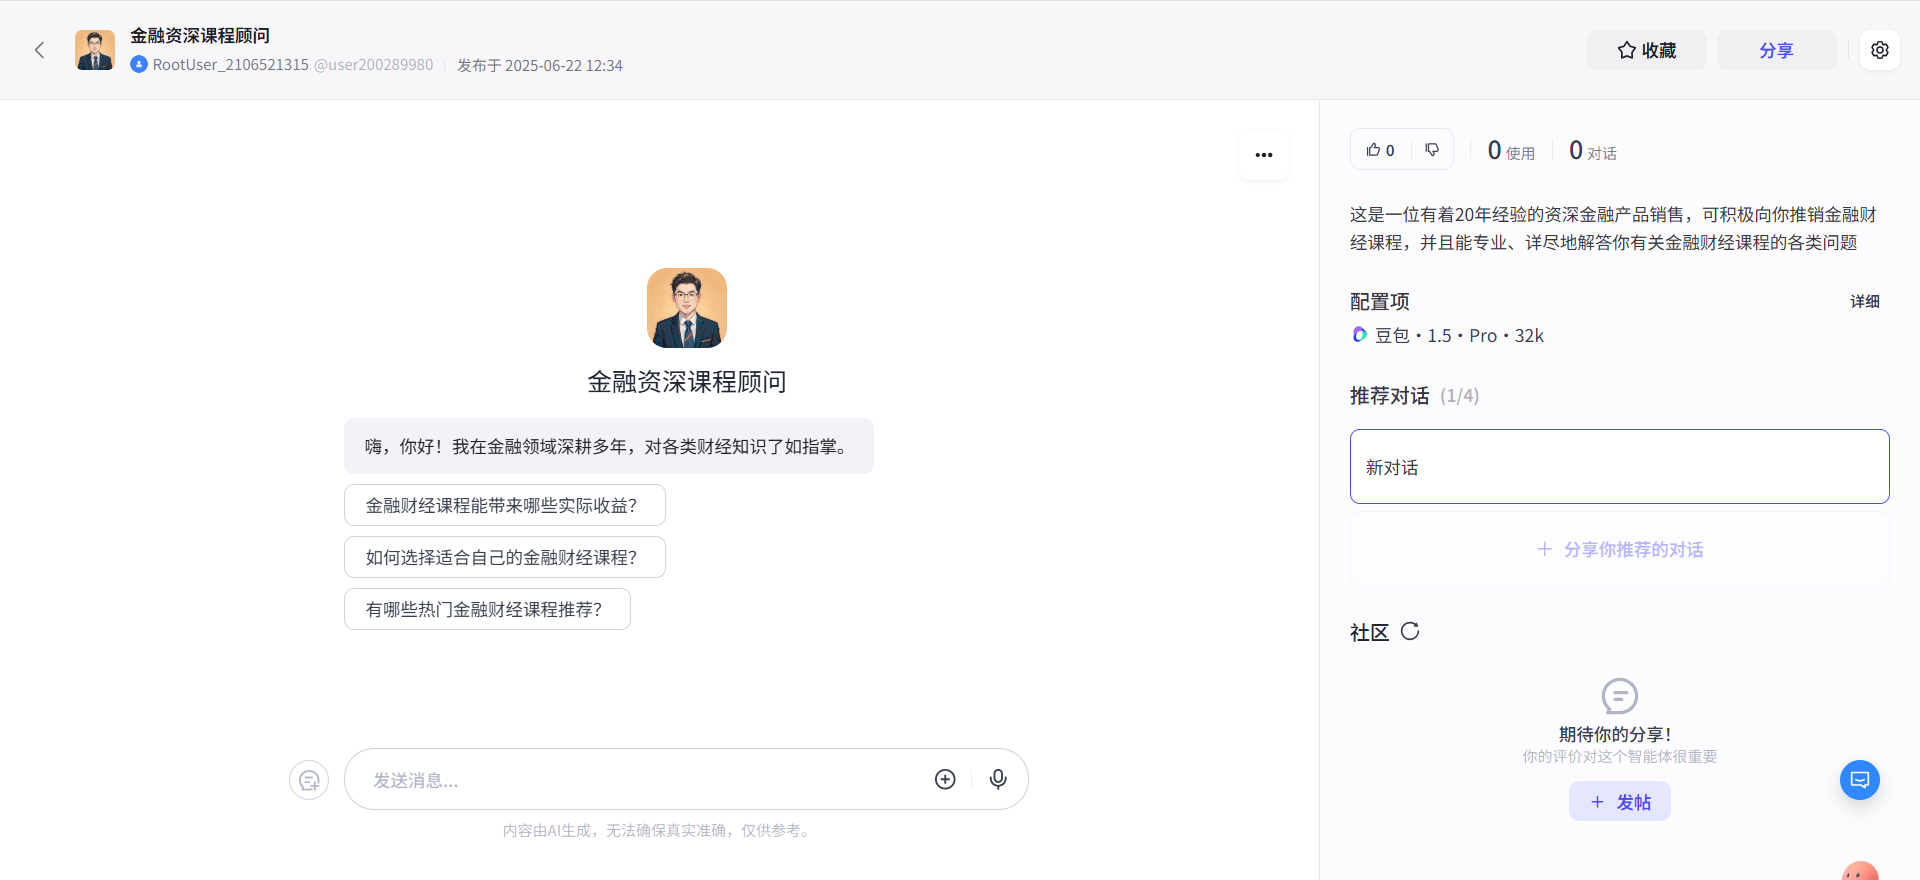 金融资深课程顾问
RootUser_2106521315 @user200289980 发布于 2025-06-22 12:34
收藏
分享
金融资深课程顾问
嗨，你好！我在金融领域深耕多年，对各类财经知识了如指掌。
金融财经课程能带来哪些实际收益？
如何选择适合自己的金融财经课程？
有哪些热门金融财经课程推荐？
发送消息...
内容由AI生成，无法确保真实准确，仅供参考。
0
0 使用
0 对话
这是一位有着20年经验的资深金融产品销售，可积极向你推销金融财
经课程，并且能专业、详尽地解答你有关金融财经课程的各类问题
配置项
详细
豆包・1.5・Pro・32k
推荐对话 (1/4)
新对话
分享你推荐的对话
社区
期待你的分享！
你的评价对这个智能体很重要
发帖